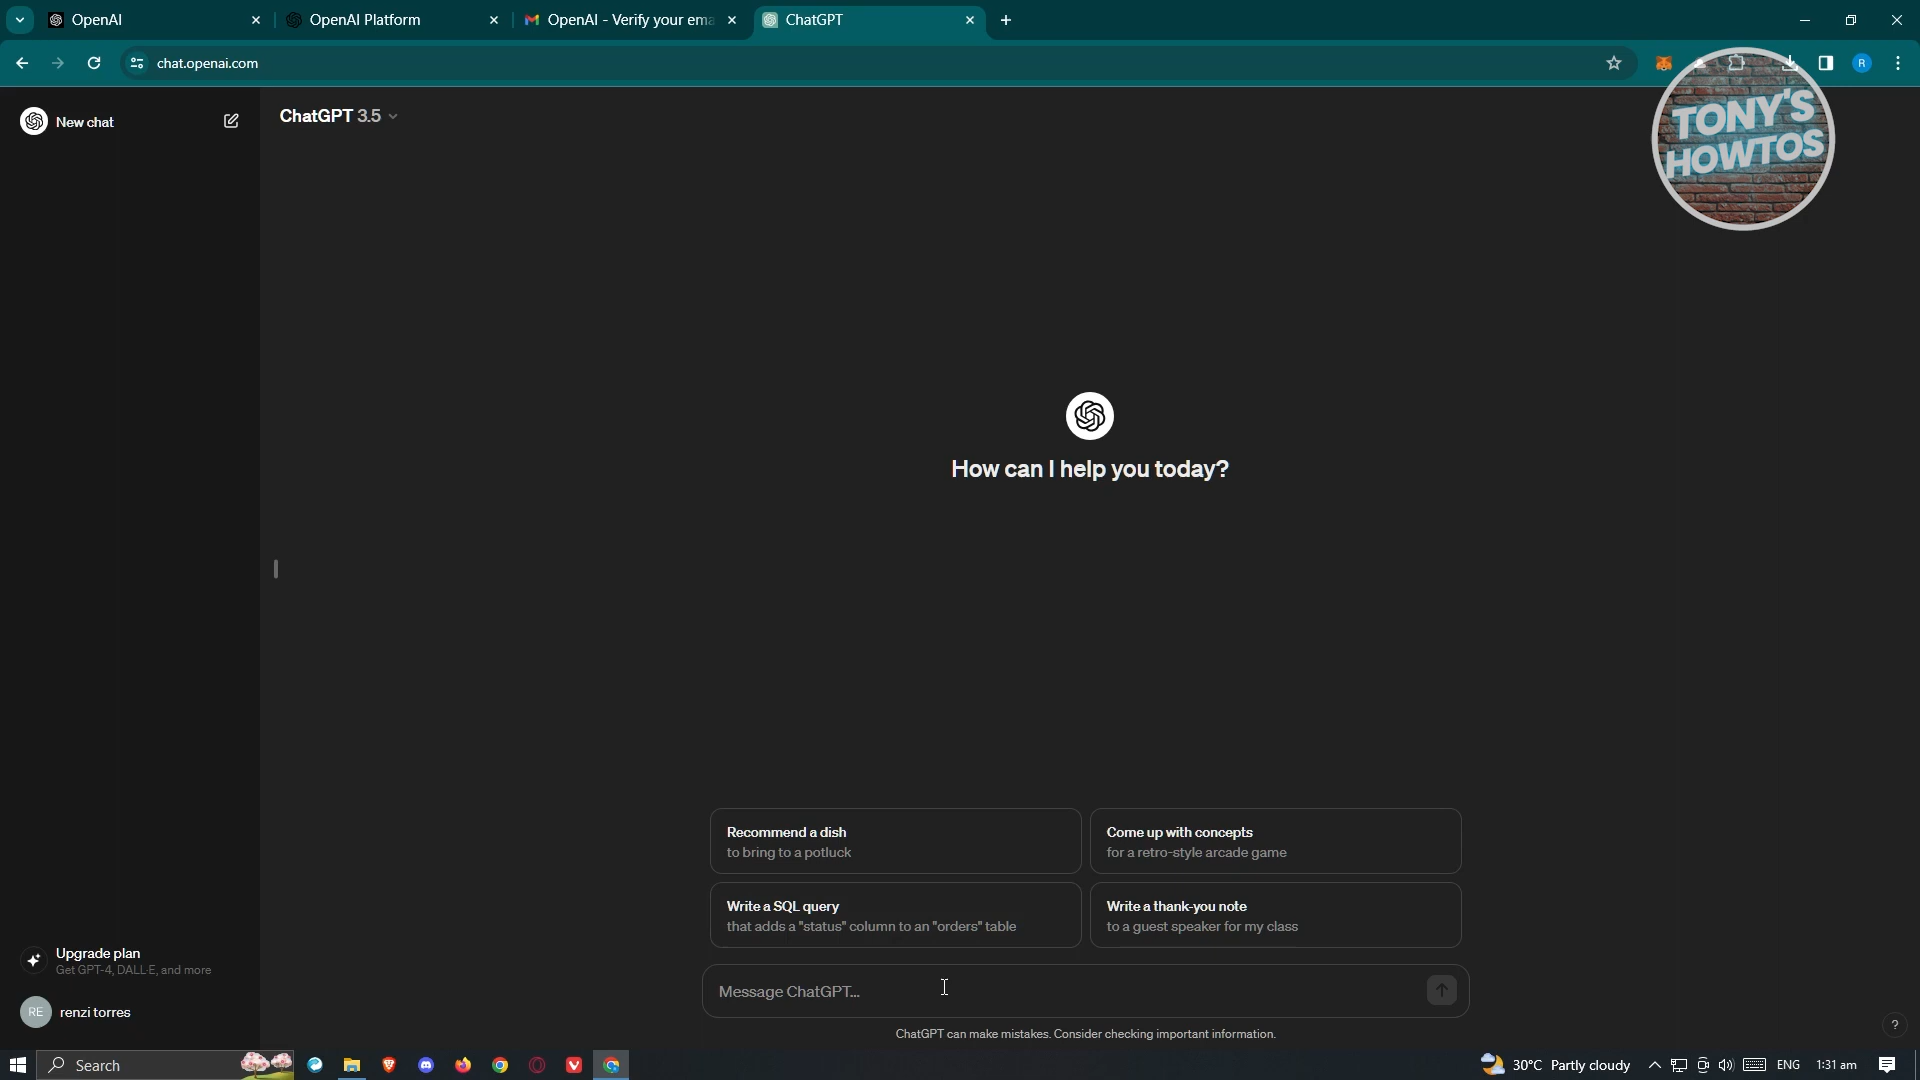 OpenAI
OpenAI Platform
OpenAI - Verify your ema
ChatGPT
chat.openai.com
R
TONY'S
HOWTOS
New chat
ChatGPT 3.5
How can I help you today?
Recommend a dish
to bring to a potluck
Come up with concepts
for a retro-style arcade game
Write a SQL query
that adds a "status" column to an "orders" table
Write a thank-you note
to a guest speaker for my class
Upgrade plan
Get GPT-4, DALL·E, and more
RE
renzi torres
Message ChatGPT...
ChatGPT can make mistakes. Consider checking important information.
?
Search
30°C Partly cloudy
ENG
1:31 am